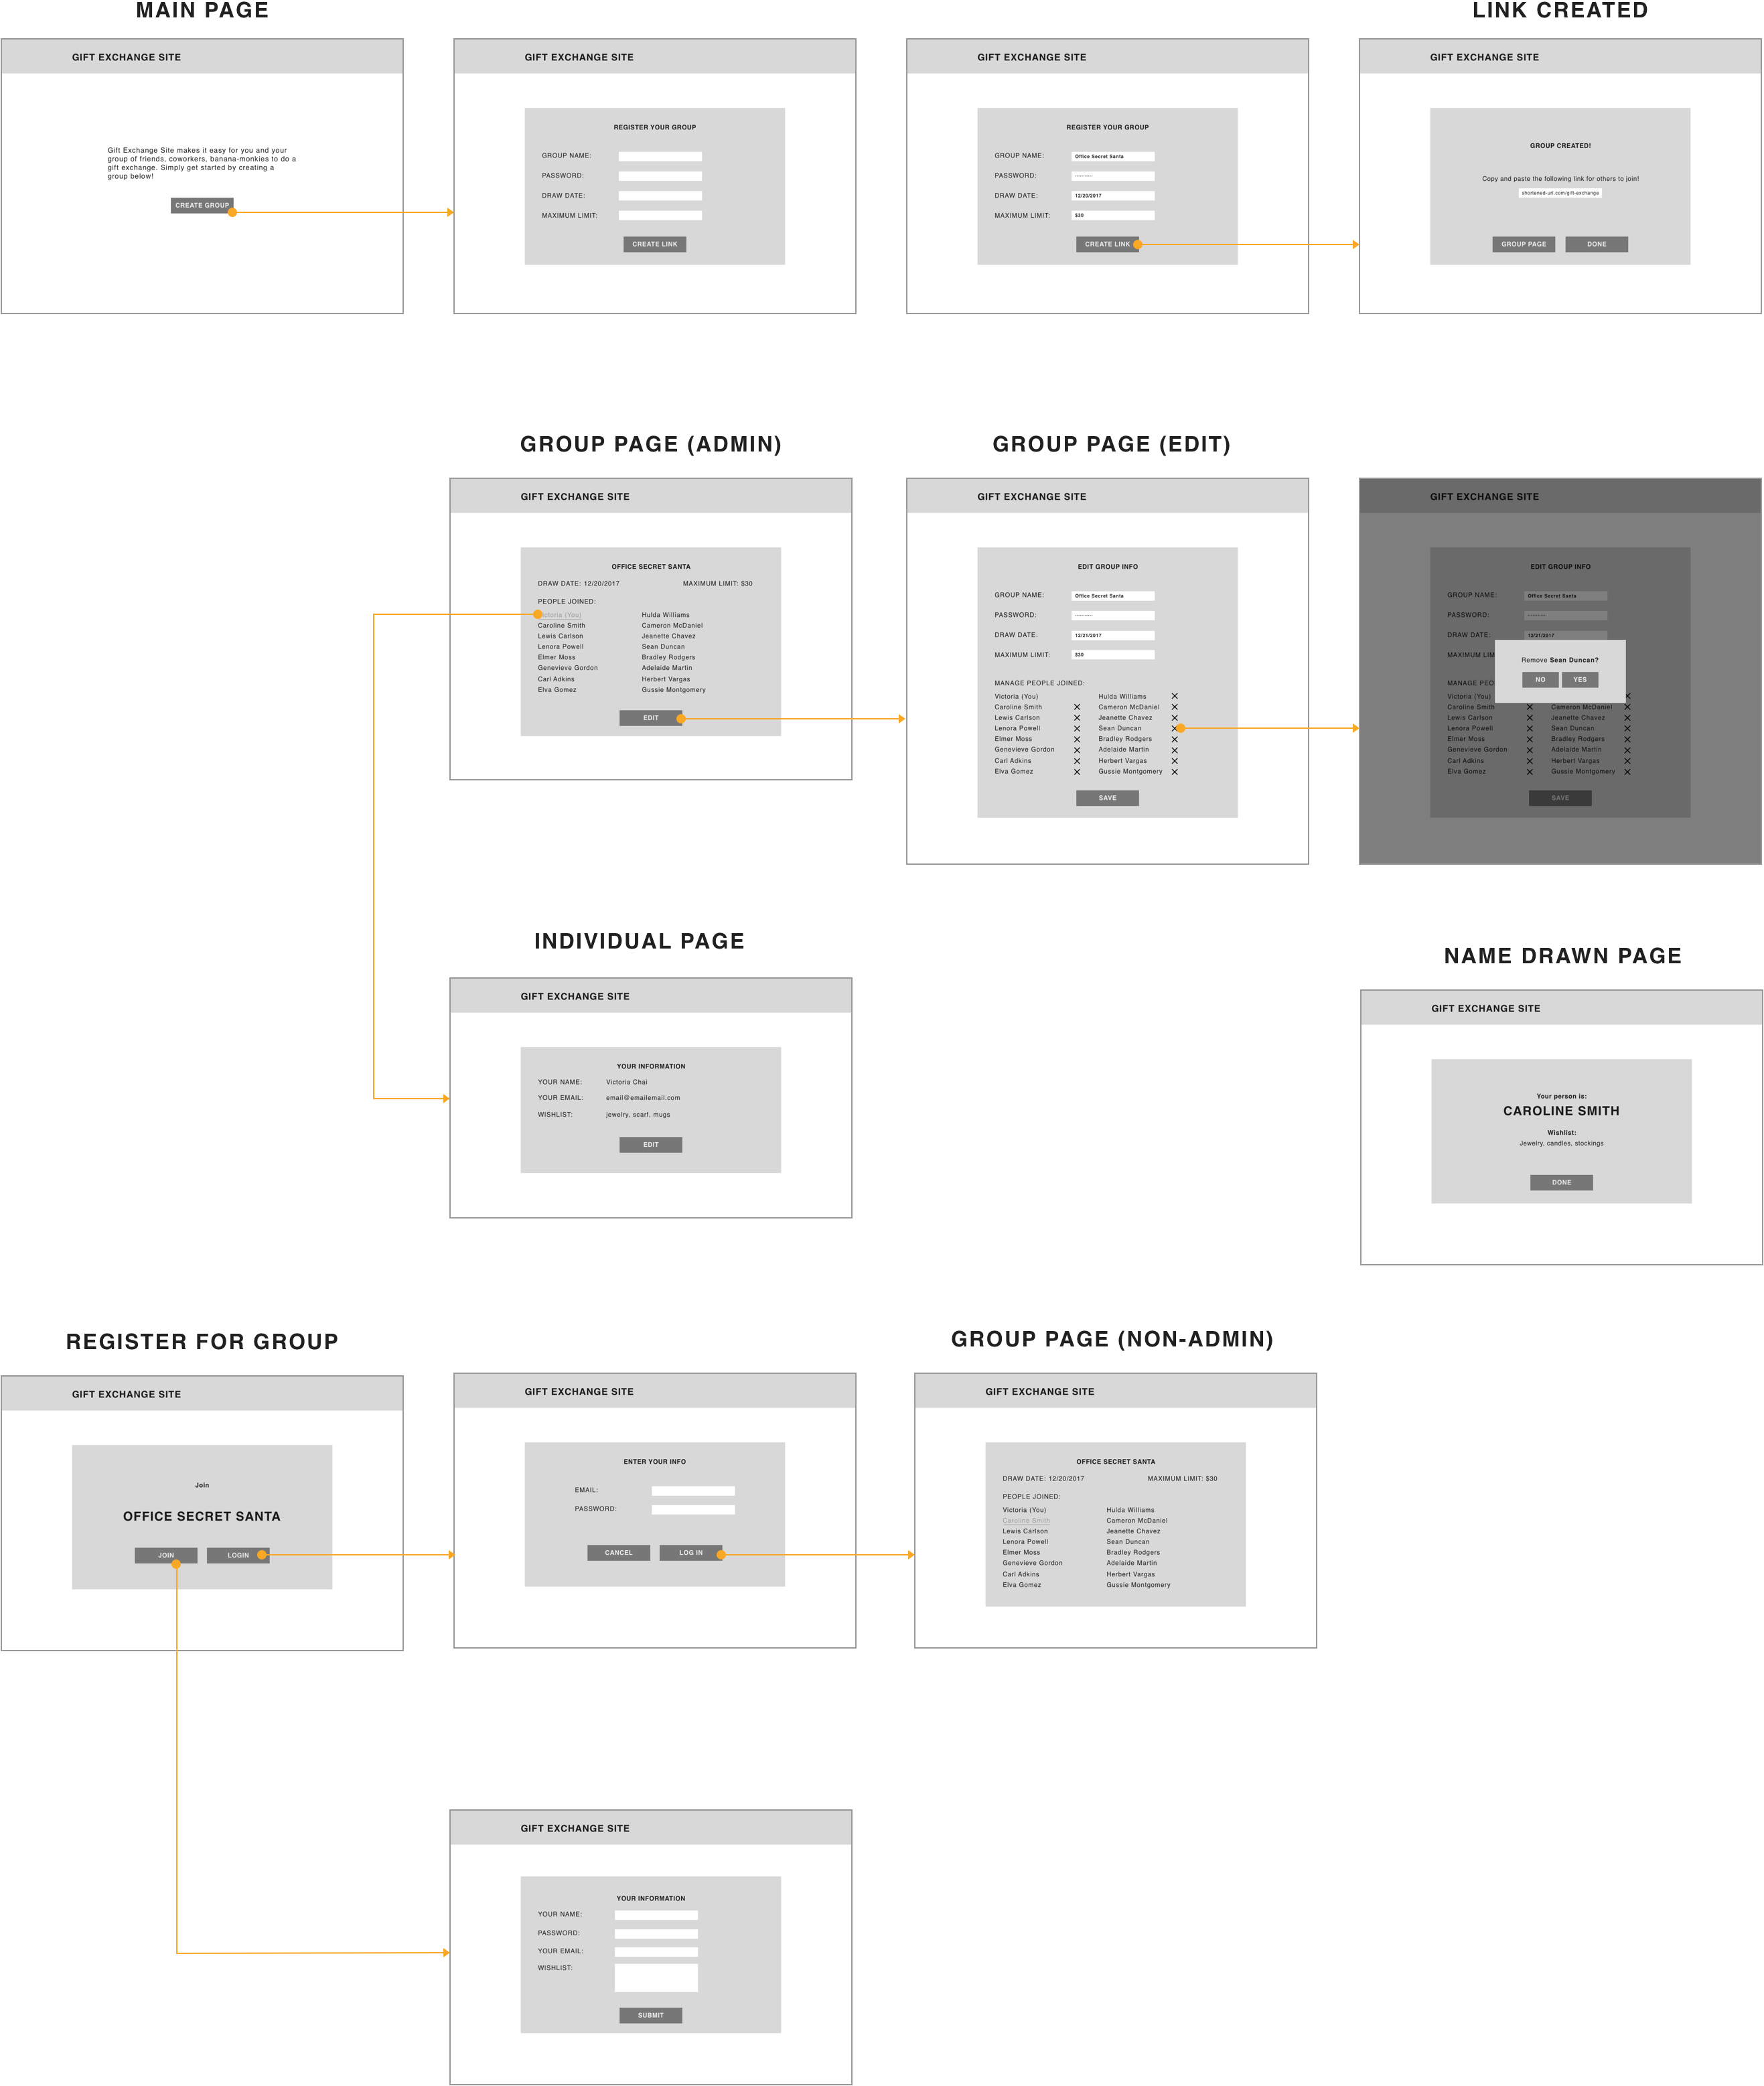 MAIN PAGE
GIFT EXCHANGE SITE
Gift Exchange Site makes it easy for you and your
group of friends, coworkers, banana-monkies to do a
gift exchange. Simply get started by creating a
group below!
CREATE GROUP
GIFT EXCHANGE SITE
REGISTER YOUR GROUP
GROUP NAME:
PASSWORD:
DRAW DATE:
MAXIMUM LIMIT:
CREATE LINK
GIFT EXCHANGE SITE
REGISTER YOUR GROUP
GROUP NAME: Office Secret Santa
PASSWORD:
DRAW DATE: 12/20/2017
MAXIMUM LIMIT: $30
CREATE LINK
LINK CREATED
GIFT EXCHANGE SITE
GROUP CREATED!
Copy and paste the following link for others to join!
shortened-url.com/gift-exchange
GROUP PAGE DONE
GROUP PAGE (ADMIN)
GIFT EXCHANGE SITE
OFFICE SECRET SANTA
DRAW DATE: 12/20/2017 MAXIMUM LIMIT: $30
PEOPLE JOINED:
Victoria (You) Hulda Williams
Caroline Smith Cameron McDaniel
Lewis Carlson Jeanette Chavez
Lenora Powell Sean Duncan
Elmer Moss Bradley Rodgers
Genevieve Gordon Adelaide Martin
Carl Adkins Herbert Vargas
Elva Gomez Gussie Montgomery
EDIT
GROUP PAGE (EDIT)
GIFT EXCHANGE SITE
EDIT GROUP INFO
GROUP NAME: Office Secret Santa
PASSWORD:
DRAW DATE: 12/21/2017
MAXIMUM LIMIT: $30
MANAGE PEOPLE JOINED:
Victoria (You) Hulda Williams
Caroline Smith Cameron McDaniel
Lewis Carlson Jeanette Chavez
Lenora Powell Sean Duncan
Elmer Moss Bradley Rodgers
Genevieve Gordon Adelaide Martin
Carl Adkins Herbert Vargas
Elva Gomez Gussie Montgomery
SAVE
GIFT EXCHANGE SITE
EDIT GROUP INFO
GROUP NAME: Office Secret Santa
PASSWORD:
DRAW DATE: 12/21/2017
MAXIMUM LIM
Remove Sean Duncan?
NO YES
MANAGE PEO
Victoria (You)
Caroline Smith Cameron McDaniel
Lewis Carlson Jeanette Chavez
Lenora Powell Sean Duncan
Elmer Moss Bradley Rodgers
Genevieve Gordon Adelaide Martin
Carl Adkins Herbert Vargas
Elva Gomez Gussie Montgomery
SAVE
INDIVIDUAL PAGE
GIFT EXCHANGE SITE
YOUR INFORMATION
YOUR NAME: Victoria Chai
YOUR EMAIL: email@emailemail.com
WISHLIST: jewelry, scarf, mugs
EDIT
NAME DRAWN PAGE
GIFT EXCHANGE SITE
Your person is:
CAROLINE SMITH
Wishlist:
Jewelry, candles, stockings
DONE
REGISTER FOR GROUP
GIFT EXCHANGE SITE
Join
OFFICE SECRET SANTA
JOIN LOGIN
GIFT EXCHANGE SITE
ENTER YOUR INFO
EMAIL:
PASSWORD:
CANCEL LOG IN
GROUP PAGE (NON-ADMIN)
GIFT EXCHANGE SITE
OFFICE SECRET SANTA
DRAW DATE: 12/20/2017 MAXIMUM LIMIT: $30
PEOPLE JOINED:
Victoria (You) Hulda Williams
Caroline Smith Cameron McDaniel
Lewis Carlson Jeanette Chavez
Lenora Powell Sean Duncan
Elmer Moss Bradley Rodgers
Genevieve Gordon Adelaide Martin
Carl Adkins Herbert Vargas
Elva Gomez Gussie Montgomery
GIFT EXCHANGE SITE
YOUR INFORMATION
YOUR NAME:
PASSWORD:
YOUR EMAIL:
WISHLIST:
SUBMIT